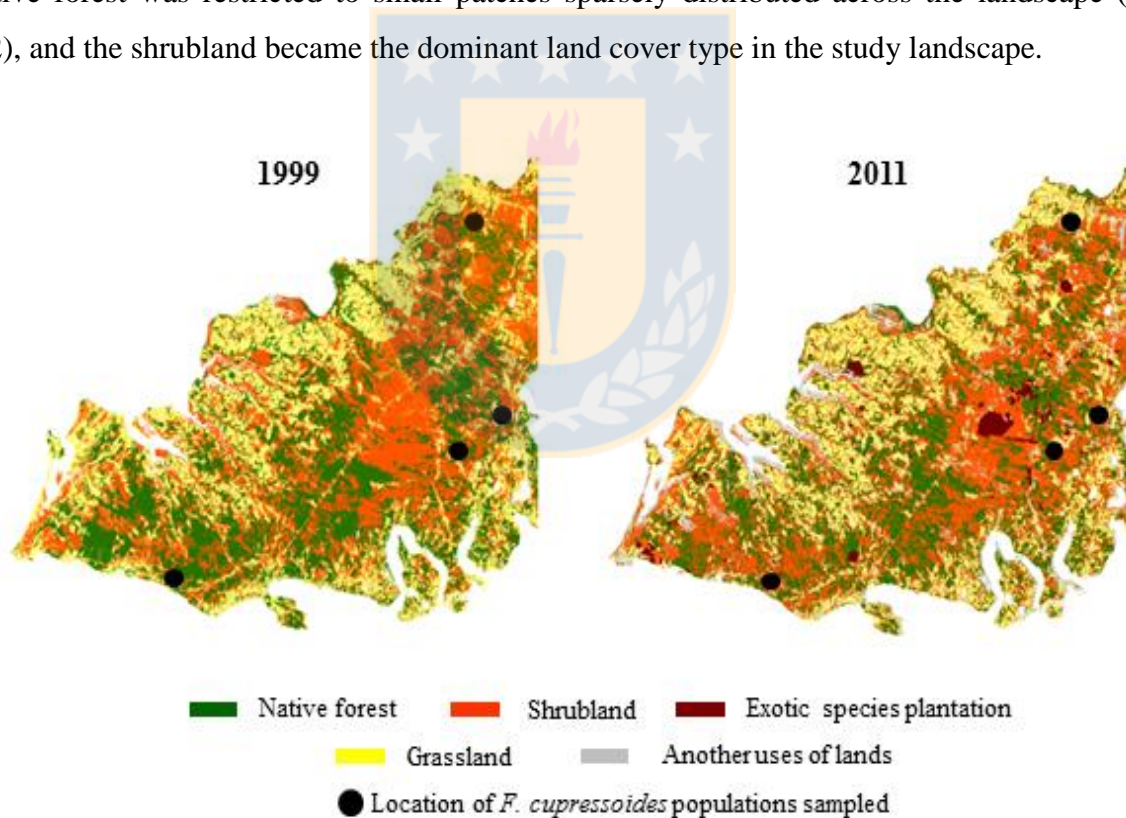 ive forest was restricted to small patches sparsely distributed across the landscape (
), and the shrubland became the dominant land cover type in the study landscape.
1999 2011
Native forest Shrubland Exotic species plantation
Grassland Anotheruses of lands
Location of F. cupressoides populations sampled